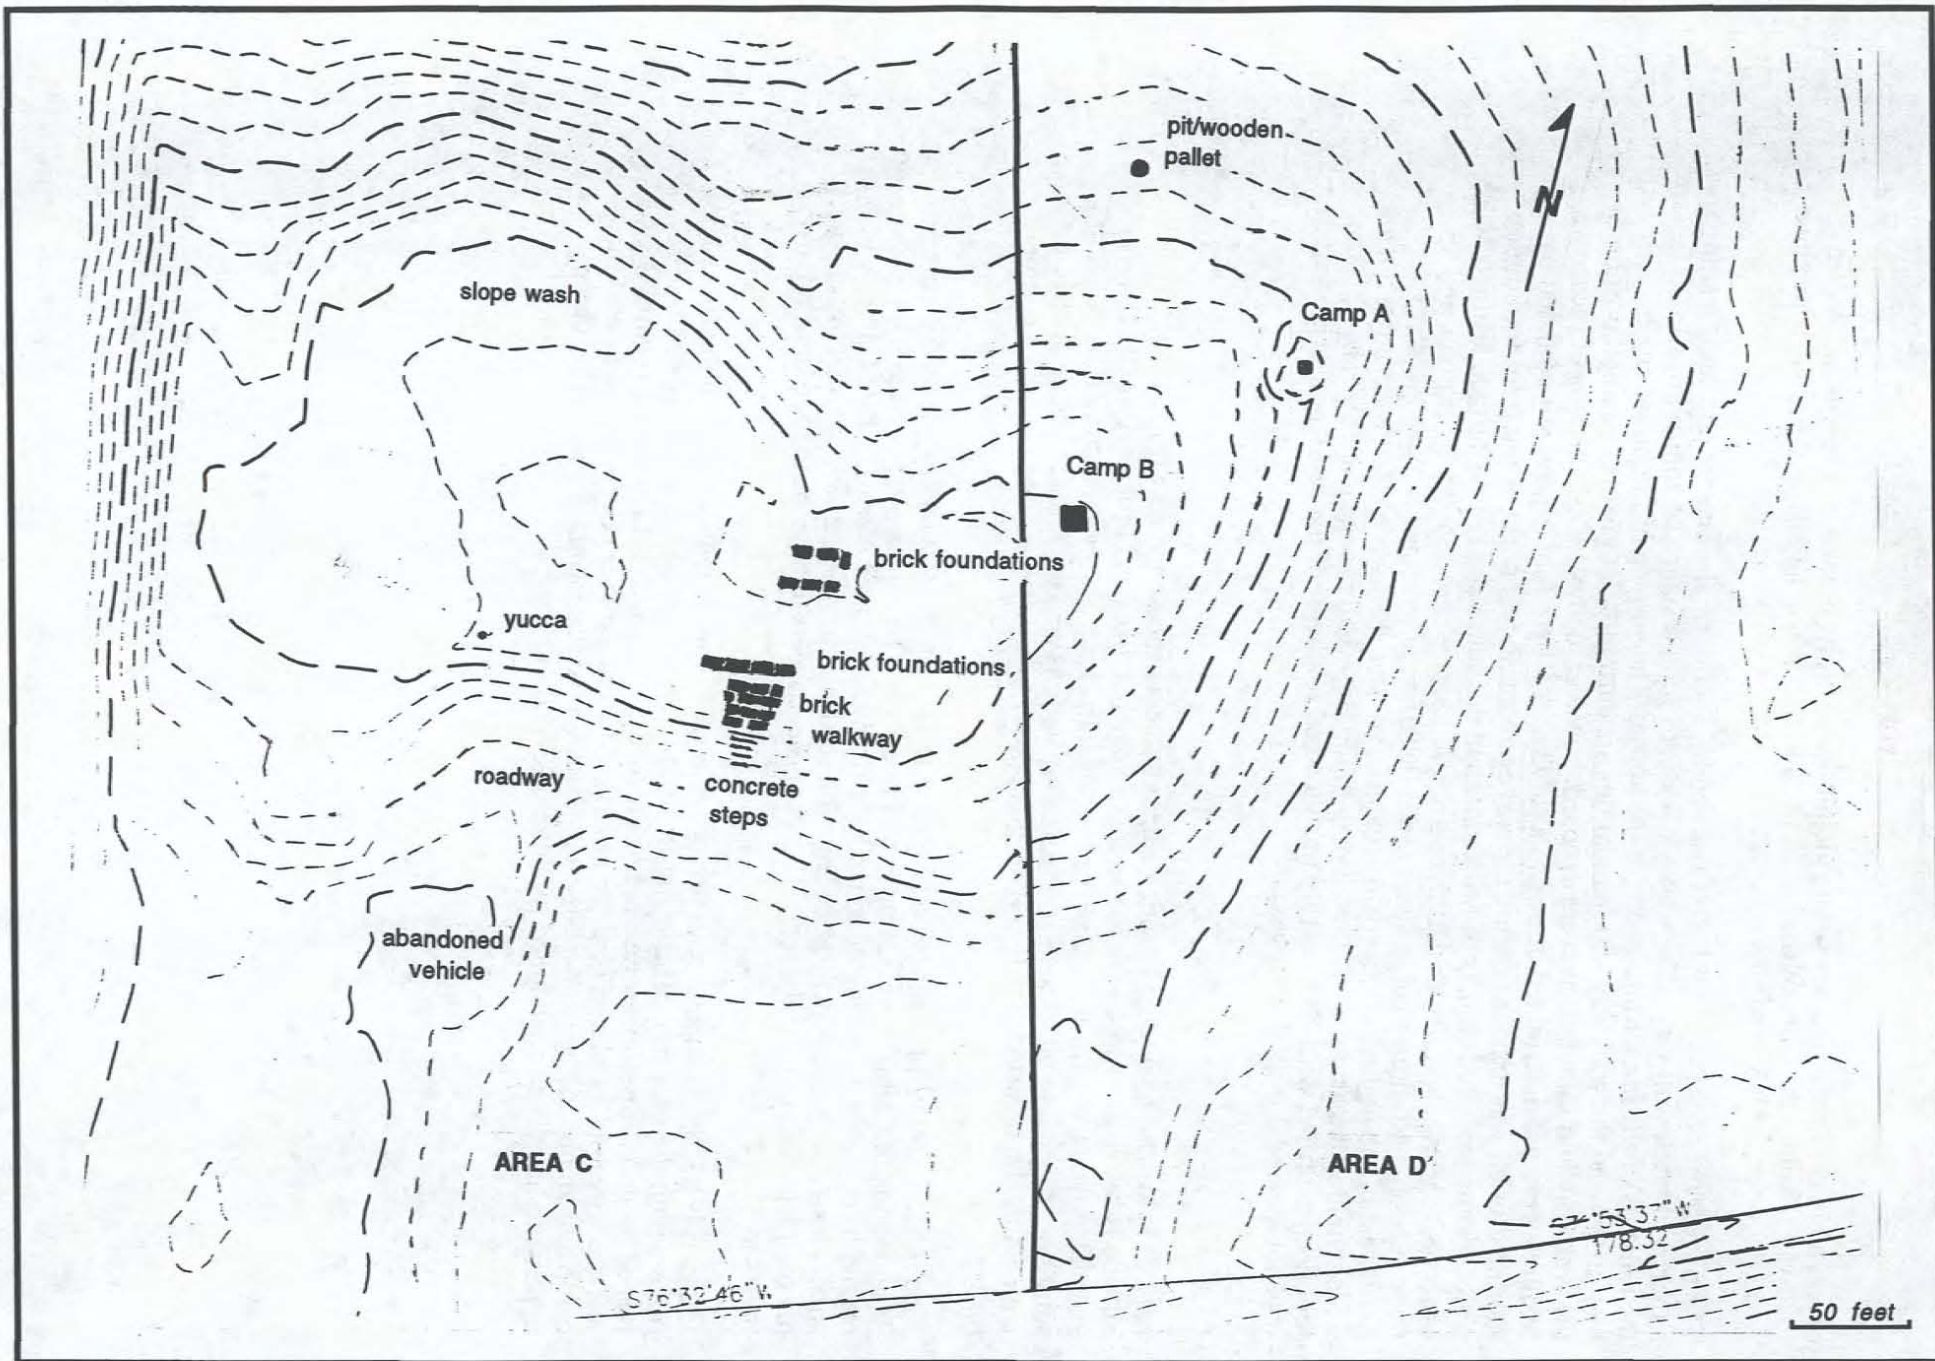 pit/wooden
pallet
N
Camp A
slope wash
Camp B
brick foundations
yucca
brick foundations
brick
walkway
roadway
concrete
steps
abandoned
vehicle
AREA C
AREA D
178.32
S76°32'46"W
50 feet